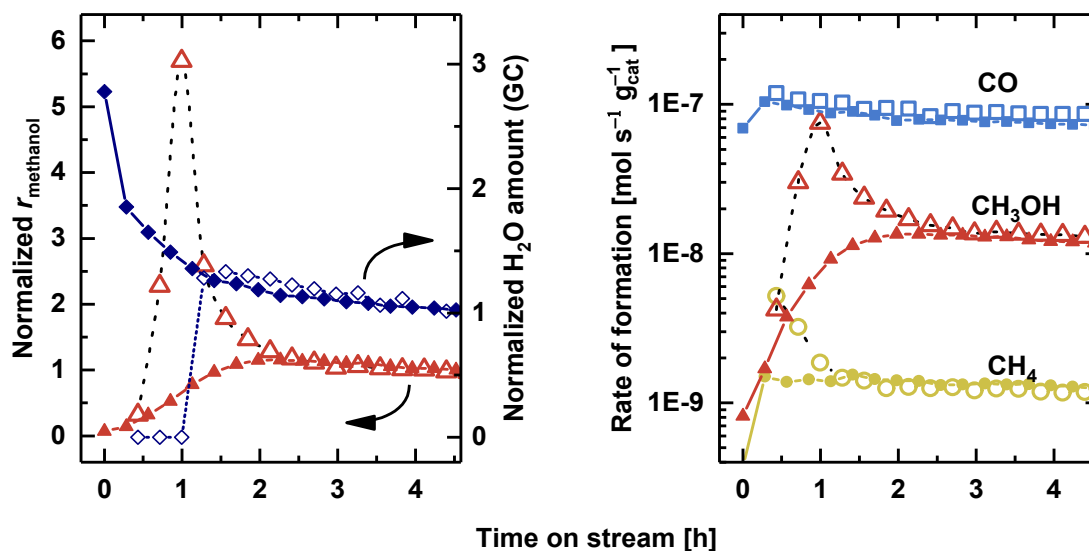 Normalized r_methanol
6
5
4
3
2
1
0
3
2
1
0
Normalized H₂O amount (GC)
0 1 2 3 4
Rate of formation [mol s⁻¹ g⁻¹_cat]
1E-7
1E-8
1E-9
CO
CH₃OH
CH₄
0 1 2 3 4
Time on stream [h]